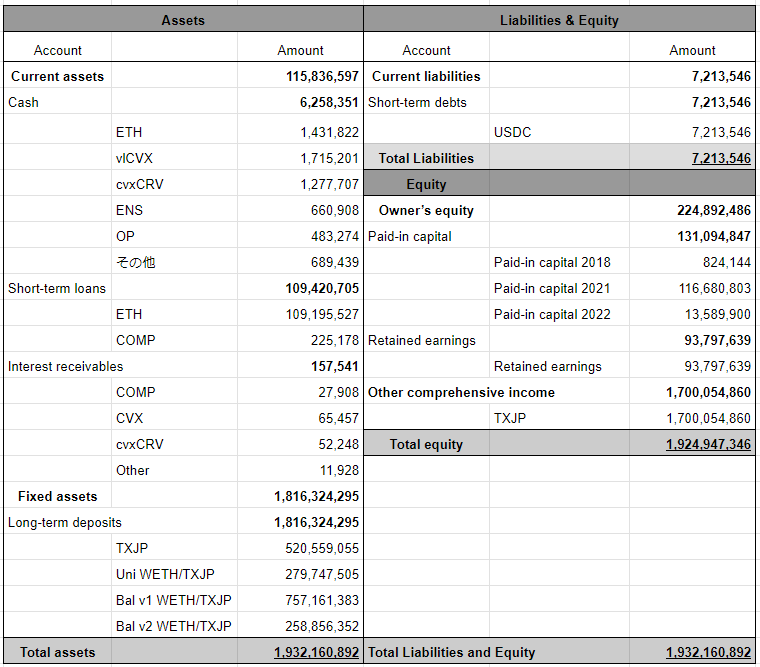 Assets Liabilities & Equity
Account Amount Account Amount
Current assets 115,836,597 Current liabilities 7,213,546
Cash 6,258,351 Short-term debts 7,213,546
ETH 1,431,822 USDC 7,213,546
vlCVX 1,715,201 Total Liabilities 7,213,546
cvxCRV 1,277,707 Equity
ENS 660,908 Owner's equity 224,892,486
OP 483,274 Paid-in capital 131,094,847
その他 689,439 Paid-in capital 2018 824,144
Short-term loans 109,420,705 Paid-in capital 2021 116,680,803
ETH 109,195,527 Paid-in capital 2022 13,589,900
COMP 225,178 Retained earnings 93,797,639
Interest receivables 157,541 Retained earnings 93,797,639
COMP 27,908 Other comprehensive income 1,700,054,860
CVX 65,457 TXJP 1,700,054,860
cvxCRV 52,248 Total equity 1,924,947,346
Other 11,928
Fixed assets 1,816,324,295
Long-term deposits 1,816,324,295
TXJP 520,559,055
Uni WETH/TXJP 279,747,505
Bal v1 WETH/TXJP 757,161,383
Bal v2 WETH/TXJP 258,856,352
Total assets 1,932,160,892 Total Liabilities and Equity 1,932,160,892